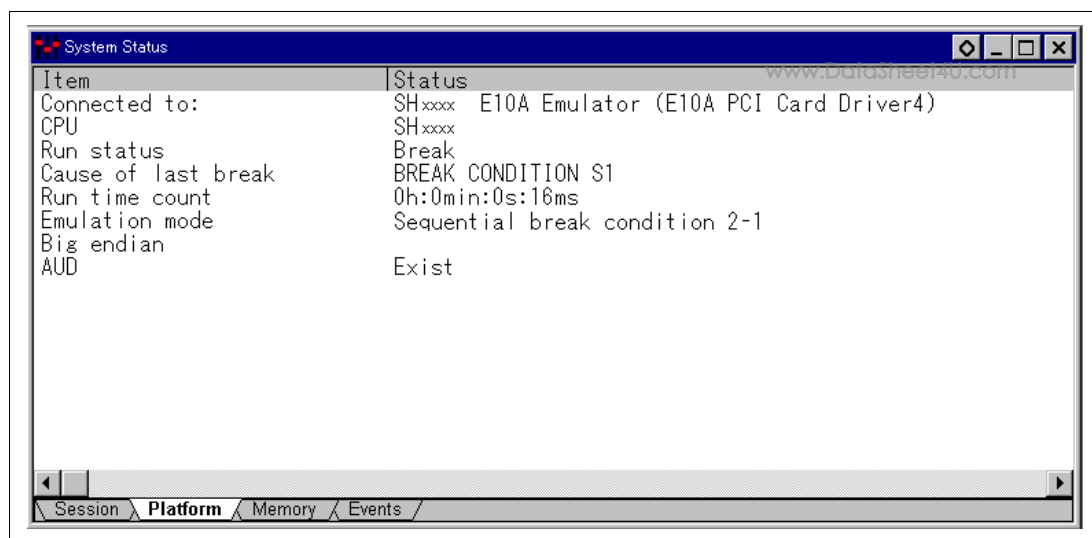 System Status
www.DataSheet4U.com
Item Status
Connected to: SHxxxx E10A Emulator (E10A PCI Card Driver4)
CPU SHxxxx
Run status Break
Cause of last break BREAK CONDITION S1
Run time count 0h:0min:0s:16ms
Emulation mode Sequential break condition 2-1
Big endian
AUD Exist
Session Platform Memory Events